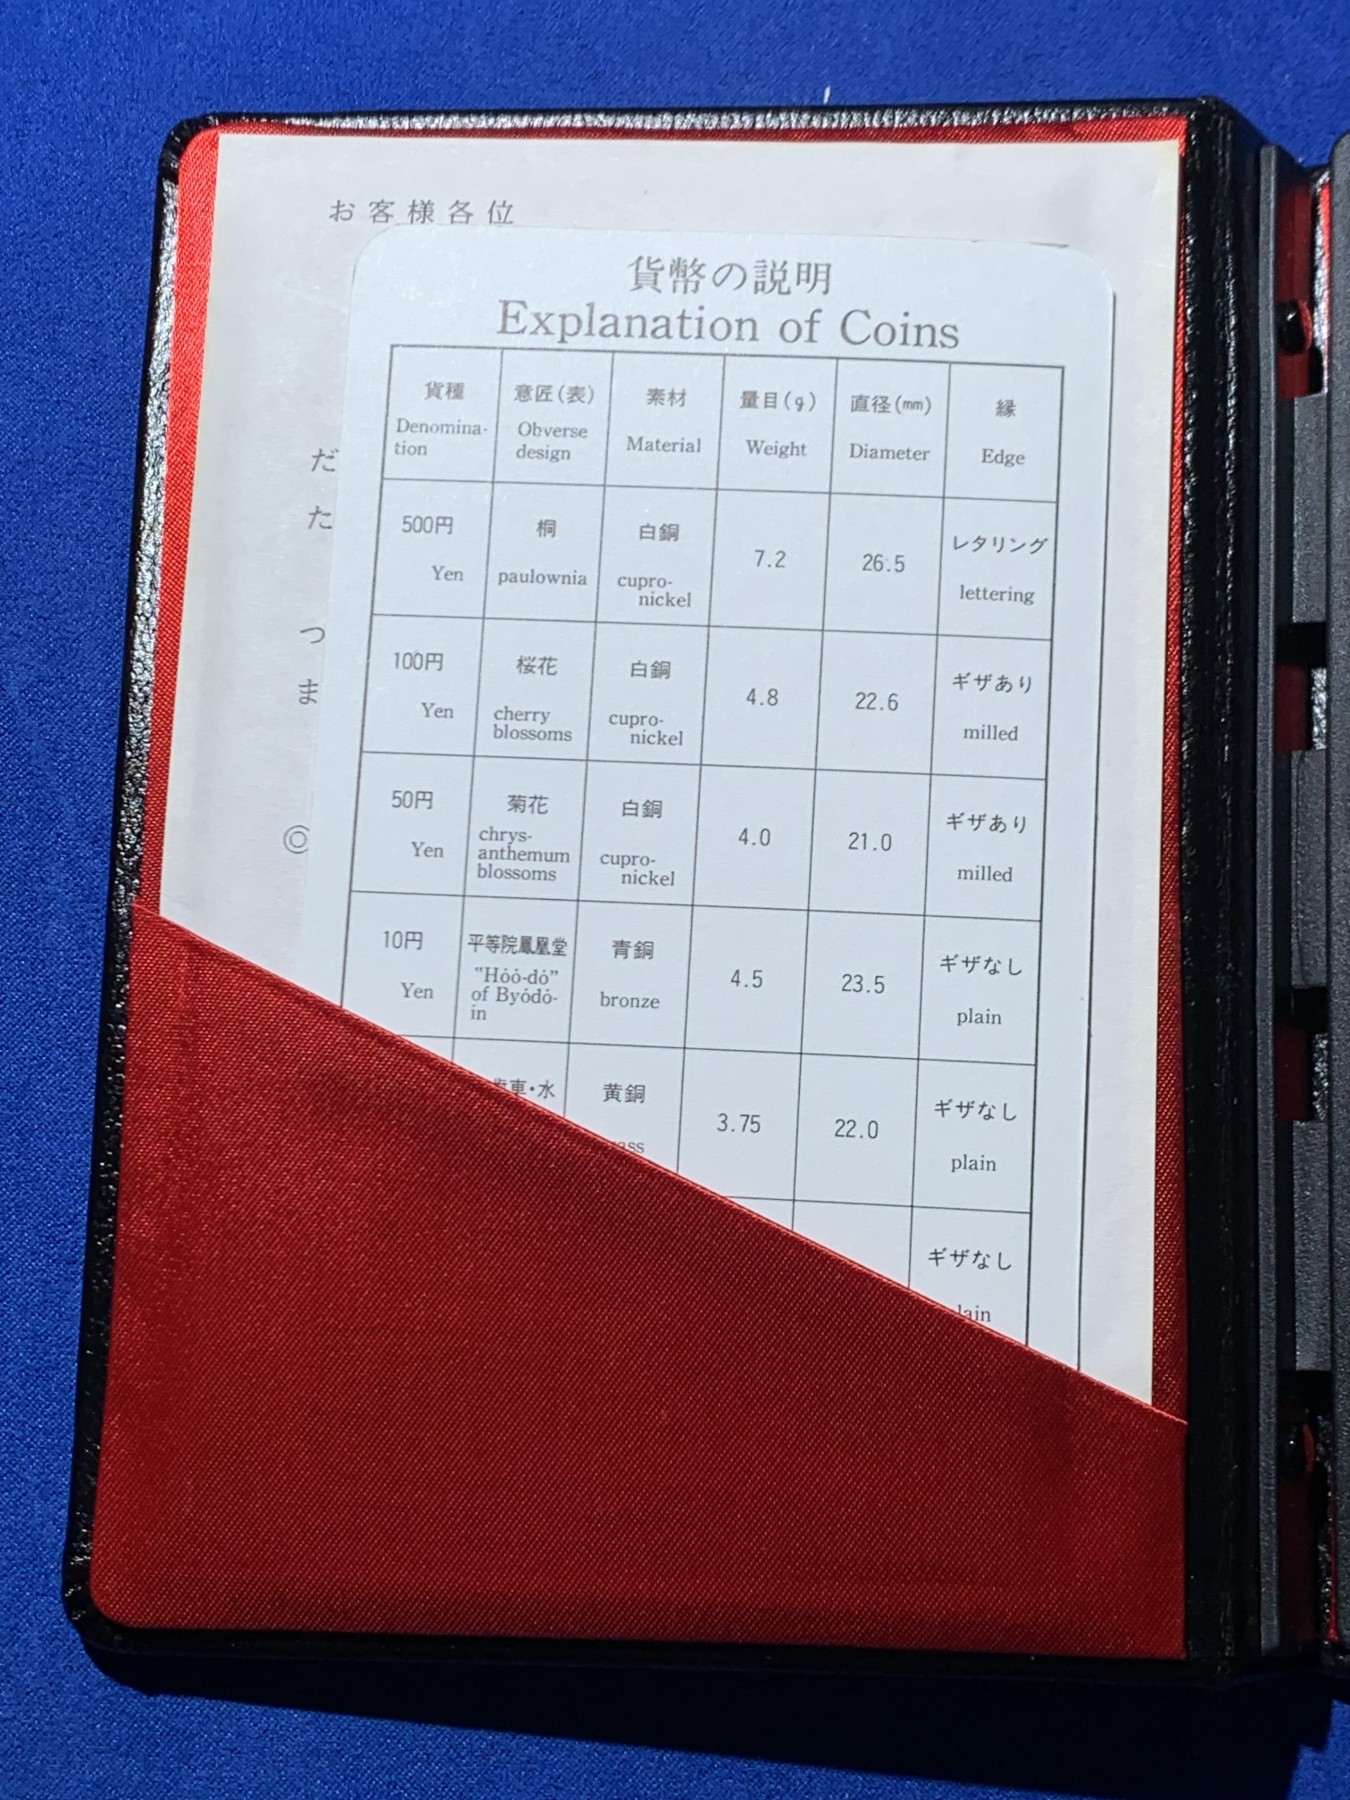 お客様各位
だ
た
つ
ま
◎
貨幣の説明
Explanation of Coins
貨種 意匠(表) 素材 量目(g) 直径(mm) 縁
Denomina-tion Obverse design Material Weight Diameter Edge
500円 桐 白銅 7.2 26.5 レタリング
Yen paulownia cupro-nickel lettering
100円 桜花 白銅 4.8 22.6 ギザあり
Yen cherry blossoms cupro-nickel milled
50円 菊花 白銅 4.0 21.0 ギザあり
Yen chrys-anthemum blossoms cupro-nickel milled
10円 平等院鳳凰堂 青銅 4.5 23.5 ギザなし
Yen "Hōō-dō" of Byōdō-in bronze plain
車・水 黄銅 3.75 22.0 ギザなし
plain
ギザなし